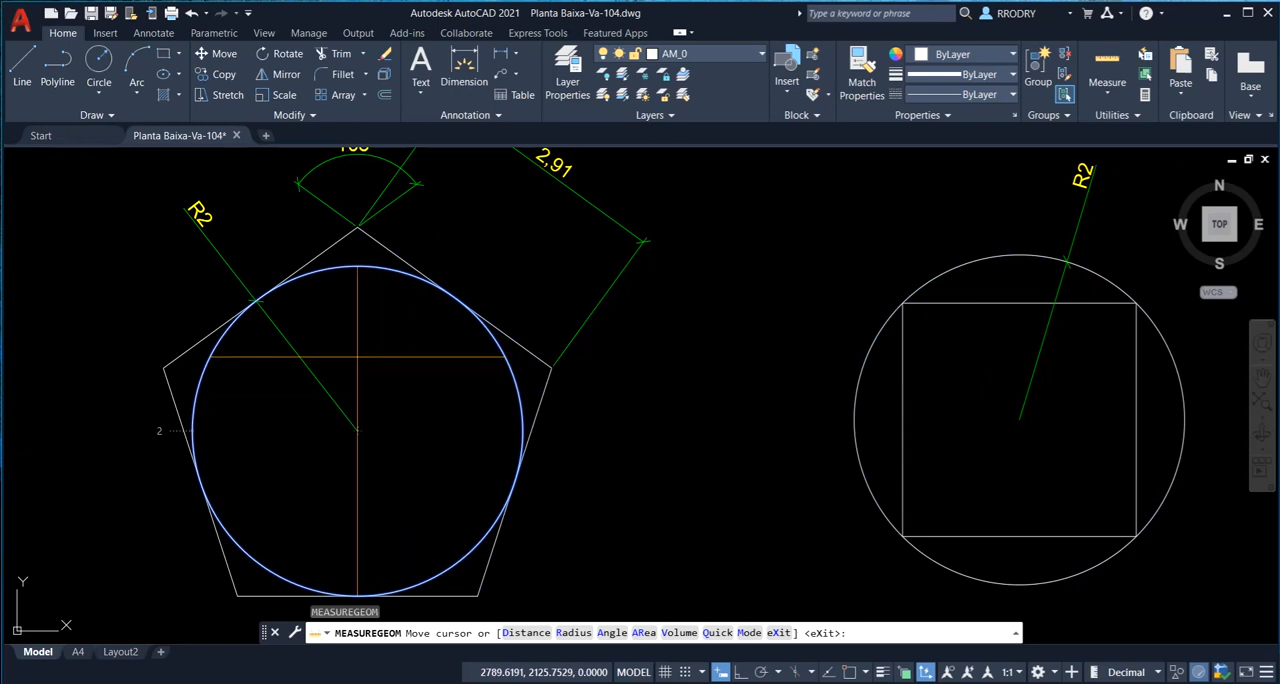 Autodesk AutoCAD 2021 Planta Baixa-Va-104.dwg
Type a keyword or phrase
RRODRY
Home Insert Annotate Parametric View Manage Output Add-ins Collaborate Express Tools Featured Apps
Line Polyline Circle Arc
Move Rotate Trim
Copy Mirror Fillet
Stretch Scale Array
Text Dimension Table
Layer Properties
AM_0
Insert
Match Properties
ByLayer
ByLayer
ByLayer
Group Measure Paste Base
Draw Modify Annotation Layers Block Properties Groups Utilities Clipboard View
Start Planta Baixa-Va-104*
2,91
R2
R2
N
W TOP E
S
WCS
2
Y
X
MEASUREGEOM
MEASUREGEOM Move cursor or [Distance Radius Angle ARea Volume Quick Mode eXit] <eXit>:
Model A4 Layout2
2789.6191, 2125.7529, 0.0000 MODEL 1:1 Decimal